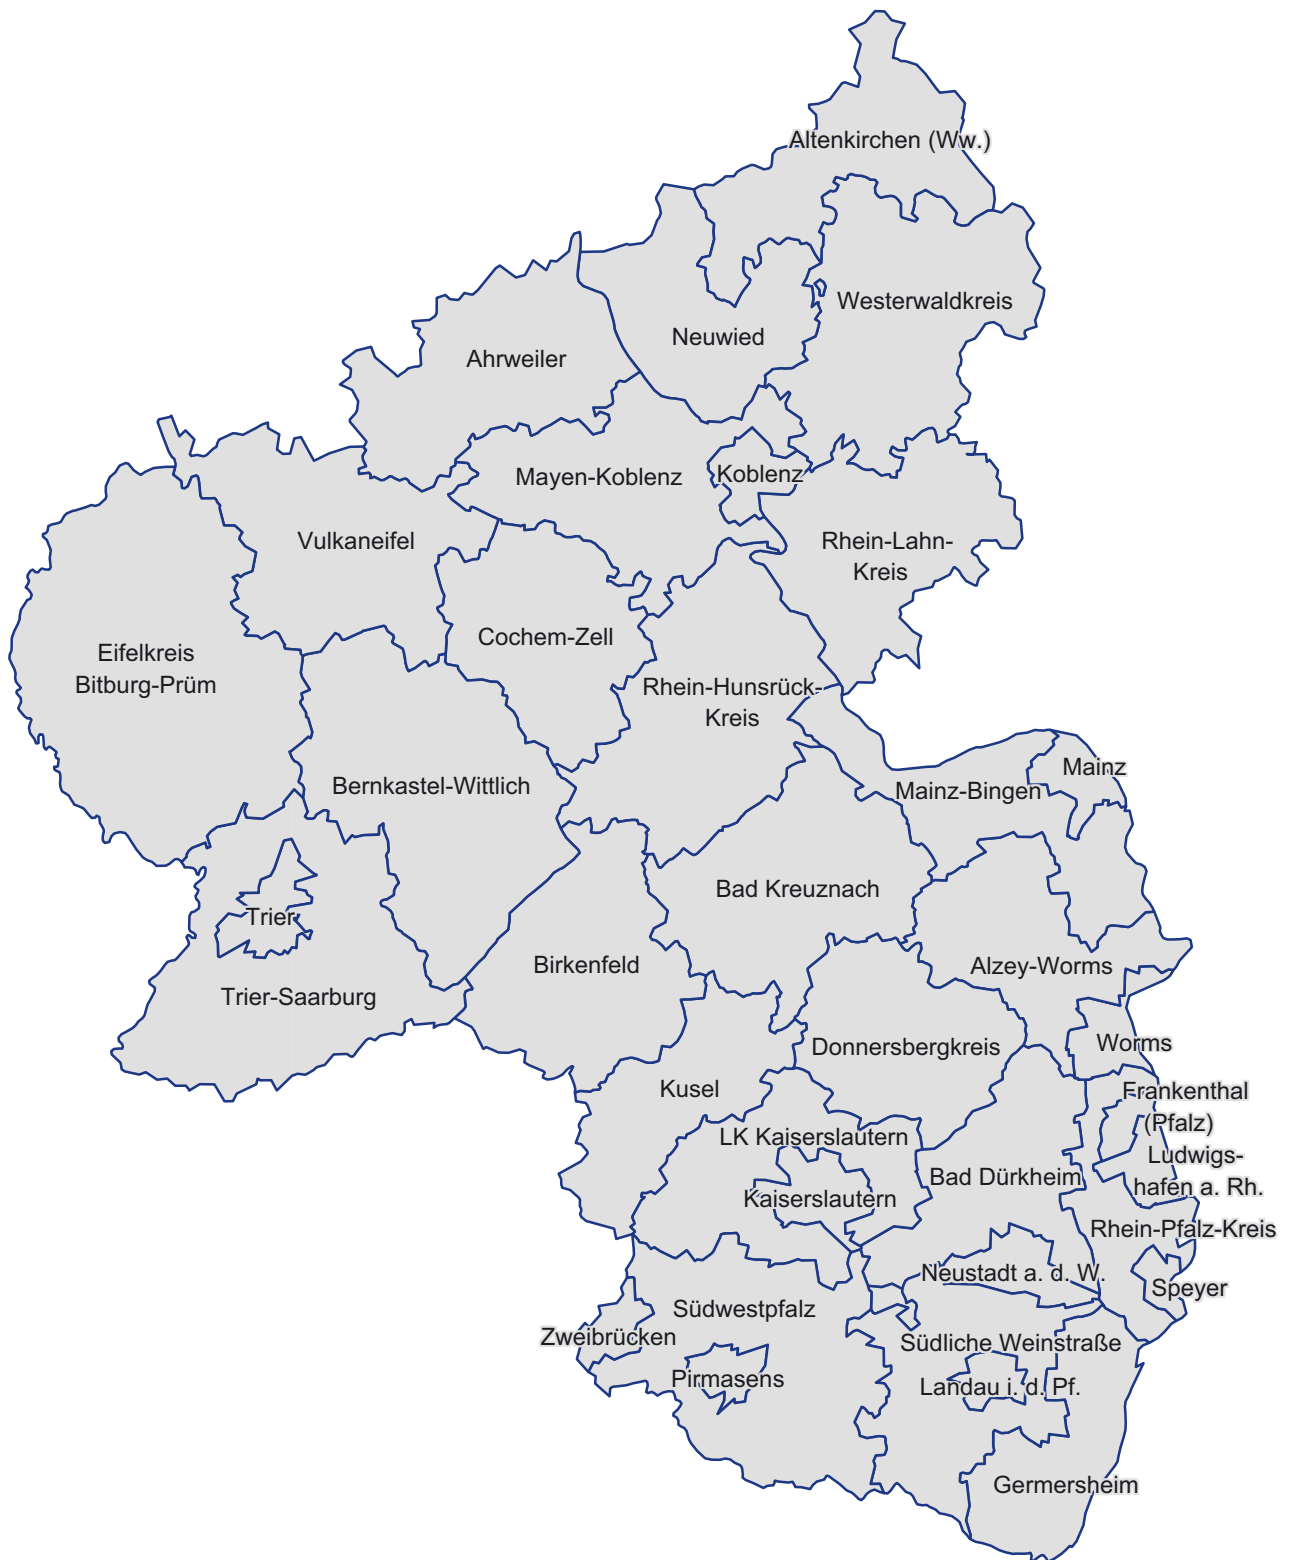 Altenkirchen (Ww.)
Westerwaldkreis
Neuwied
Ahrweiler
Mayen-Koblenz
Koblenz
Vulkaneifel
Rhein-Lahn-
Kreis
Cochem-Zell
Eifelkreis
Bitburg-Prüm
Rhein-Hunsrück-
Kreis
Mainz
Bernkastel-Wittlich
Mainz-Bingen
Bad Kreuznach
Trier
Birkenfeld
Alzey-Worms
Trier-Saarburg
Worms
Donnersbergkreis
Kusel
Frankenthal
(Pfalz)
LK Kaiserslautern
Ludwigs-
hafen a. Rh.
Bad Dürkheim
Kaiserslautern
Rhein-Pfalz-Kreis
Neustadt a. d. W.
Speyer
Südwestpfalz
Zweibrücken
Südliche Weinstraße
Pirmasens
Landau i. d. Pf.
Germersheim